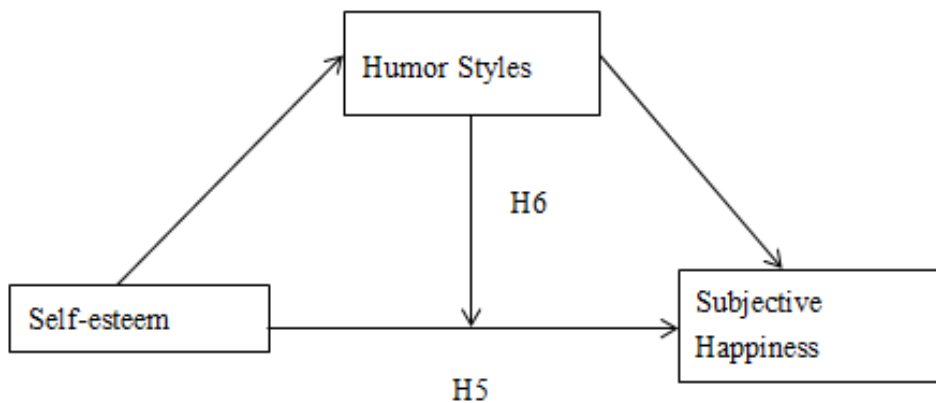 Humor Styles
H6
Self-esteem
Subjective
Happiness
H5